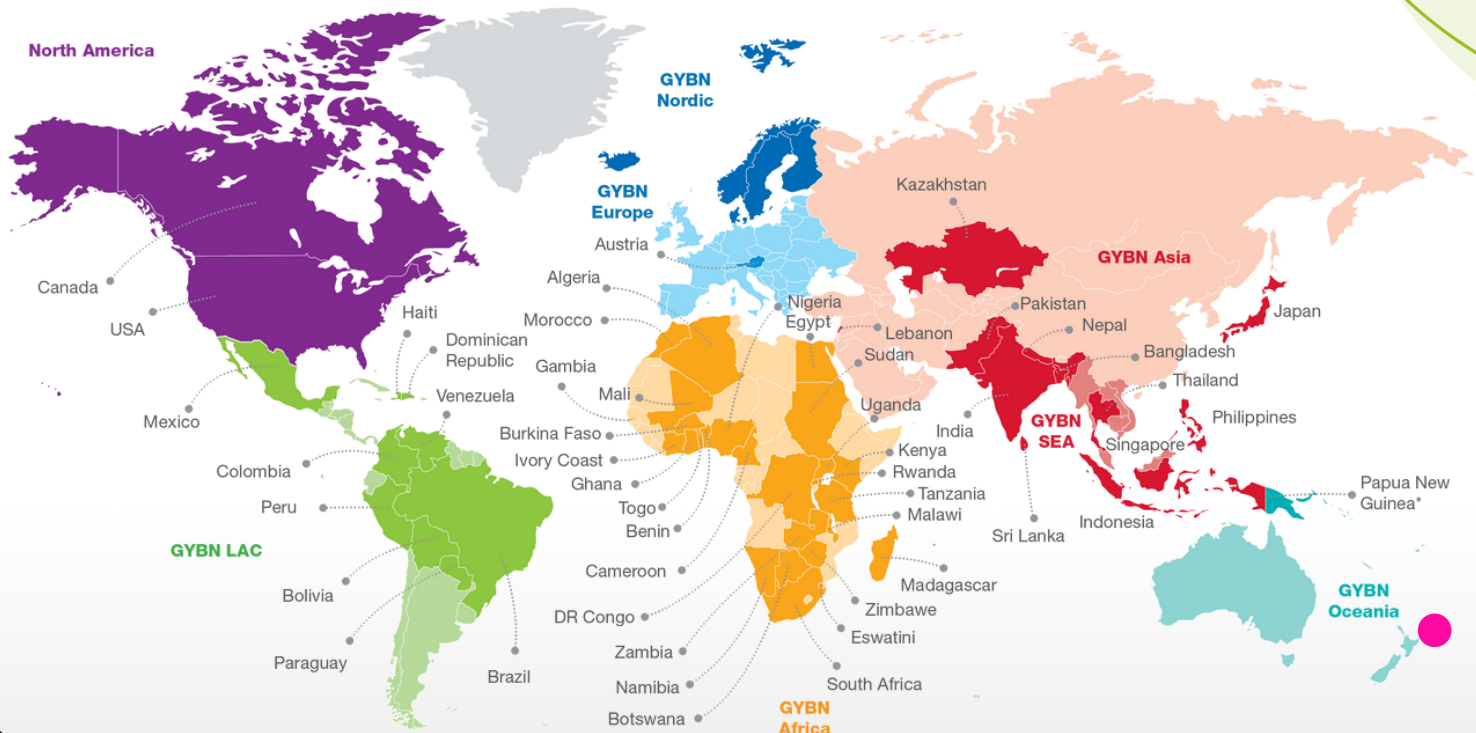 North America
GYBN
Nordic
GYBN
Europe
Kazakhstan
Austria
GYBN Asia
Algeria
Canada
Nigeria
Pakistan
Haiti
Japan
Morocco
Egypt
Nepal
USA
Lebanon
Dominican
Republic
Bangladesh
Sudan
Gambia
Thailand
Mali
Venezuela
Uganda
Philippines
Mexico
India
GYBN
SEA
Burkina Faso
Singapore
Kenya
Ivory Coast
Colombia
Rwanda
Ghana
Papua New
Guinea*
Tanzania
Togo
Peru
Malawi
Indonesia
Benin
Sri Lanka
GYBN LAC
Cameroon
Madagascar
Bolivia
GYBN
Oceania
Zimbabwe
DR Congo
Eswatini
Zambia
Paraguay
Brazil
South Africa
Namibia
GYBN
Africa
Botswana